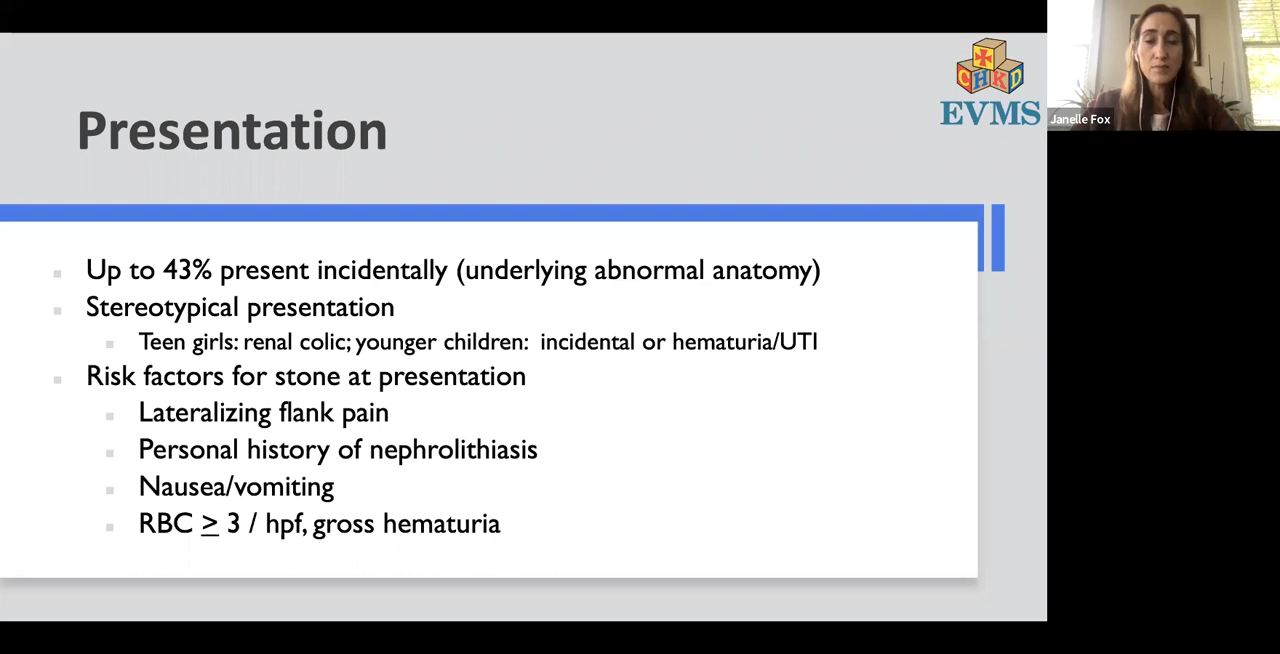 Presentation
CHKD
EVMS
Janelle Fox
Up to 43% present incidentally (underlying abnormal anatomy)
Stereotypical presentation
Teen girls: renal colic; younger children: incidental or hematuria/UTI
Risk factors for stone at presentation
Lateralizing flank pain
Personal history of nephrolithiasis
Nausea/vomiting
RBC ≥ 3 / hpf, gross hematuria